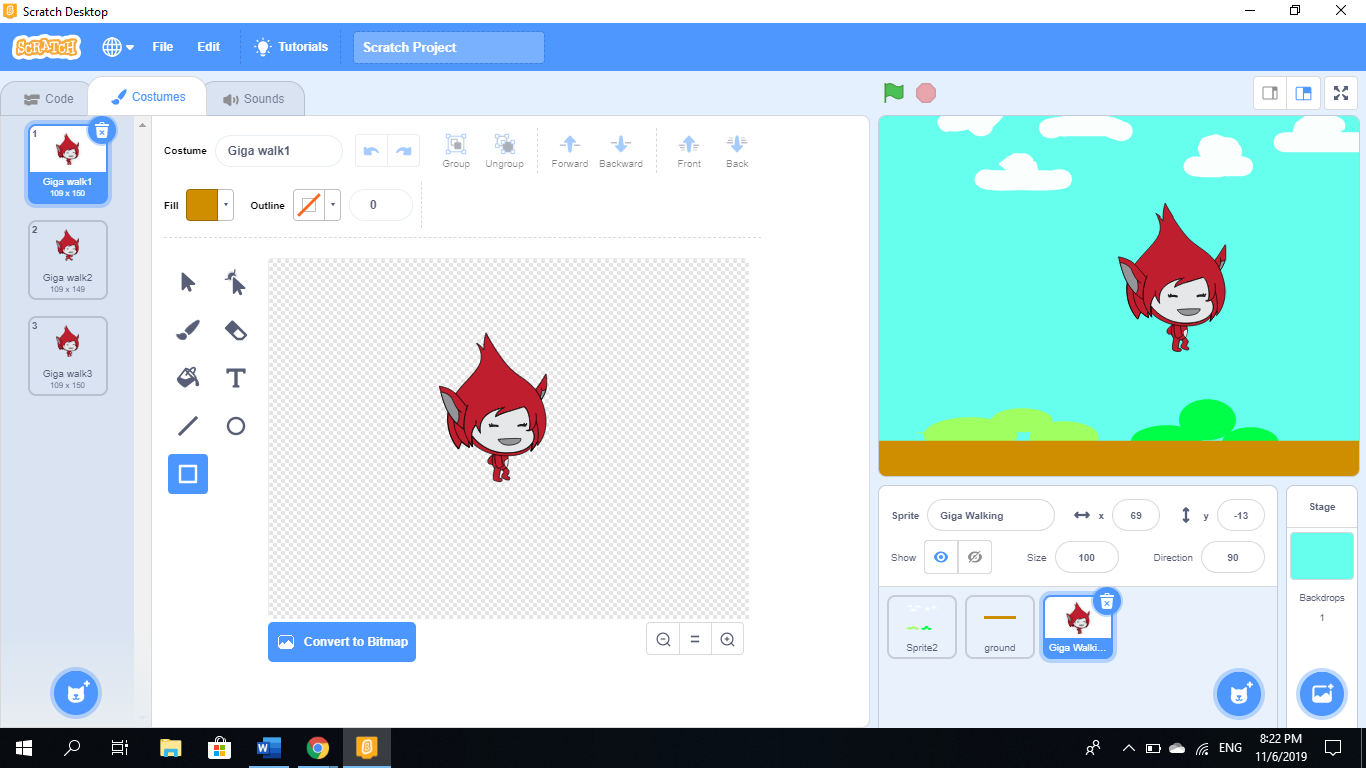 Scratch Desktop
SCRATCH File Edit Tutorials Scratch Project
Code Costumes Sounds
1
Giga walk1
109 x 150
2
Giga walk2
109 x 149
3
Giga walk3
109 x 150
Costume Giga walk1 Group Ungroup Forward Backward Front Back
Fill Outline 0
T
Convert to Bitmap
=
Sprite Giga Walking x 69 y -13
Show Size 100 Direction 90
Sprite2 ground Giga Walki...
Stage
Backdrops
1
ENG 8:22 PM
11/6/2019